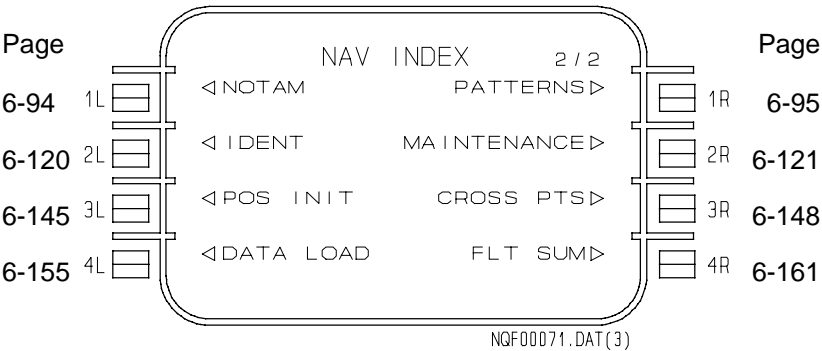 Page Page
NAV INDEX 2/2
6-94 1L ◁NOTAM PATTERNS▷ 1R 6-95
6-120 2L ◁IDENT MAINTENANCE▷ 2R 6-121
6-145 3L ◁POS INIT CROSS PTS▷ 3R 6-148
6-155 4L ◁DATA LOAD FLT SUM▷ 4R 6-161
NQF00071.DAT(3)